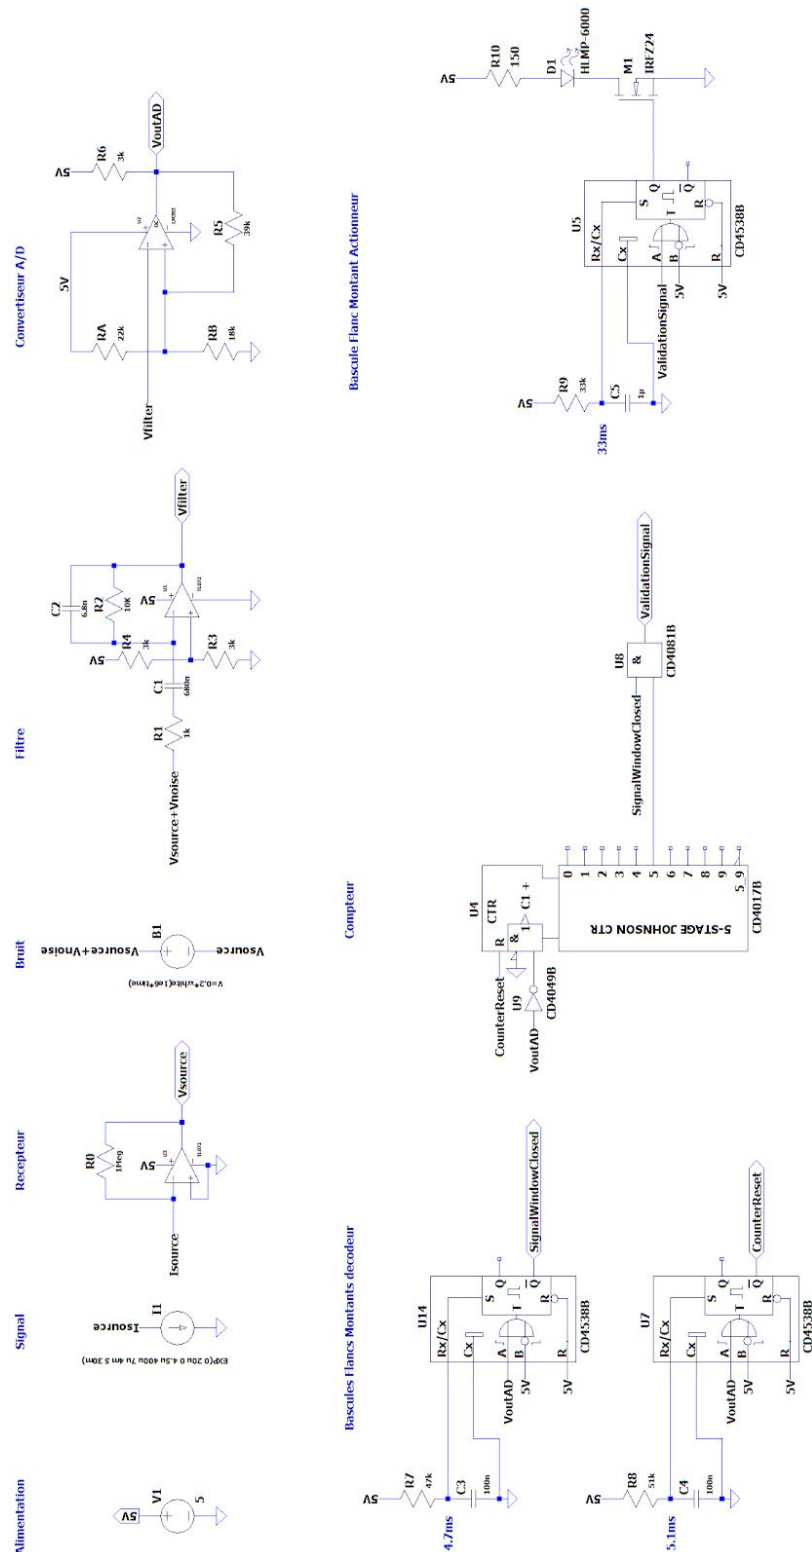 Alimentation
5V
V1
5
Signal
Isource
I1
EXP(0 20u 0 4.5u 400u 7u 4m 5 30m)
Recepteur
R0
1Meg
5V
U3
TL072
Isource
Vsource
Bruit
Vsource+Vnoise
B1
Vsource
V=0.2*white(1e6*time)
Filtre
Vsource+Vnoise
R1
1k
C1
680n
C2
6.8n
R2
10K
R4
3k
5V
R3
3k
5V
U1
TL072
Vfilter
Convertiseur A/D
Vfilter
5V
RA
22k
RB
18k
U2
OC
LM393
R5
39k
5V
R6
3k
VoutAD
Bascules Flancs Montants decodeur
5V
R7
47k
4.7ms
C3
100n
U14
Rx/Cx
Cx
S
Q
T
A
B
R
Q
R
VoutAD
5V
5V
CD4538B
SignalWindowClosed
5V
R8
51k
5.1ms
C4
100n
U7
Rx/Cx
Cx
S
Q
T
A
B
R
Q
R
VoutAD
5V
5V
CD4538B
CounterReset
Compteur
U4
CTR
CounterReset
R
&
1
C1 +
VoutAD
U9
CD4049B
5-STAGE JOHNSON CTR
0
1
2
3
4
5
6
7
8
9
5_9
CD4017B
SignalWindowClosed
U8
&
CD4081B
ValidationSignal
Bascule Flanc Montant Actionneur
5V
R9
33k
33ms
C5
1µ
U5
Rx/Cx
Cx
S
Q
T
A
B
R
Q
R
ValidationSignal
5V
5V
CD4538B
5V
R10
150
D1
HLMP-6000
M1
IRFZ24